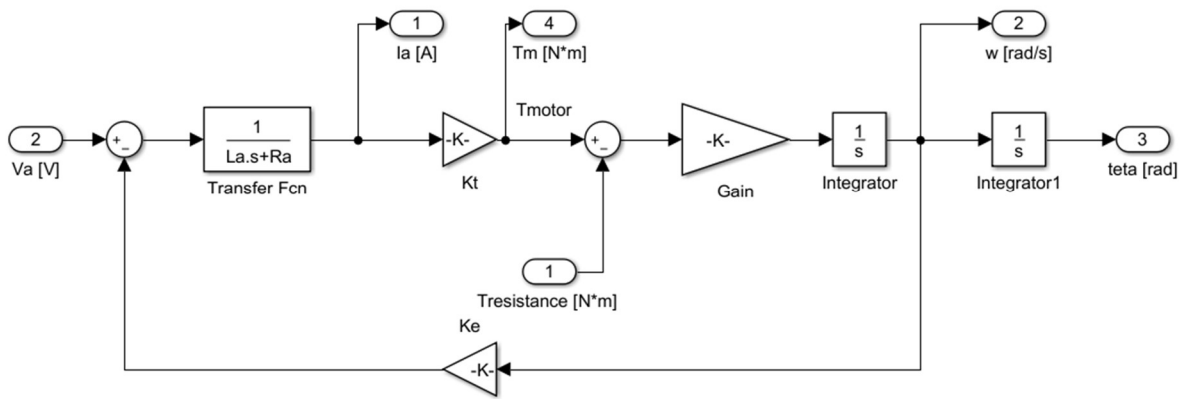 1
Ia [A]
4
Tm [N*m]
2
w [rad/s]
2
Va [V]
+
_
1
La.s+Ra
Transfer Fcn
-K-
Kt
Tmotor
+
_
-K-
Gain
1
s
Integrator
1
s
Integrator1
3
teta [rad]
1
Tresistance [N*m]
Ke
-K-